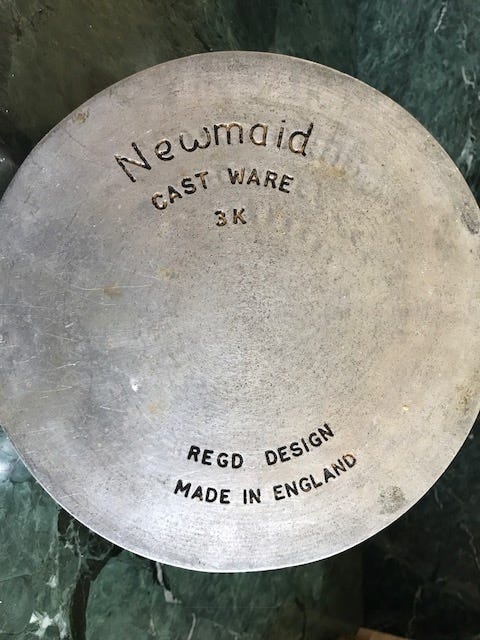 Newmaid
CAST WARE
3K
REGD DESIGN
MADE IN ENGLAND